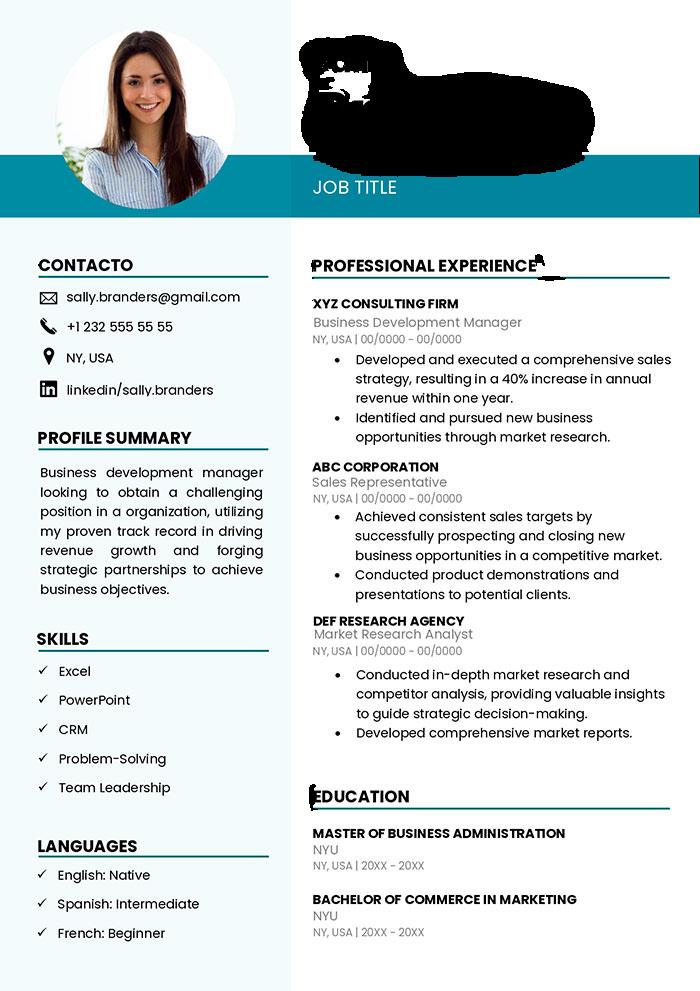 JOB TITLE
CONTACTO
sally.branders@gmail.com
+1 232 555 55 55
NY, USA
linkedin/sally.branders
PROFILE SUMMARY
Business development manager
looking to obtain a challenging
position in a organization, utilizing
my proven track record in driving
revenue growth and forging
strategic partnerships to achieve
business objectives.
SKILLS
Excel
PowerPoint
CRM
Problem-Solving
Team Leadership
LANGUAGES
English: Native
Spanish: Intermediate
French: Beginner
PROFESSIONAL EXPERIENCE
XYZ CONSULTING FIRM
Business Development Manager
NY, USA | 00/0000 - 00/0000
• Developed and executed a comprehensive sales
strategy, resulting in a 40% increase in annual
revenue within one year.
• Identified and pursued new business
opportunities through market research.
ABC CORPORATION
Sales Representative
NY, USA | 00/0000 - 00/0000
• Achieved consistent sales targets by
successfully prospecting and closing new
business opportunities in a competitive market.
• Conducted product demonstrations and
presentations to potential clients.
DEF RESEARCH AGENCY
Market Research Analyst
NY, USA | 00/0000 - 00/0000
• Conducted in-depth market research and
competitor analysis, providing valuable insights
to guide strategic decision-making.
• Developed comprehensive market reports.
EDUCATION
MASTER OF BUSINESS ADMINISTRATION
NYU
NY, USA | 20XX - 20XX
BACHELOR OF COMMERCE IN MARKETING
NYU
NY, USA | 20XX - 20XX